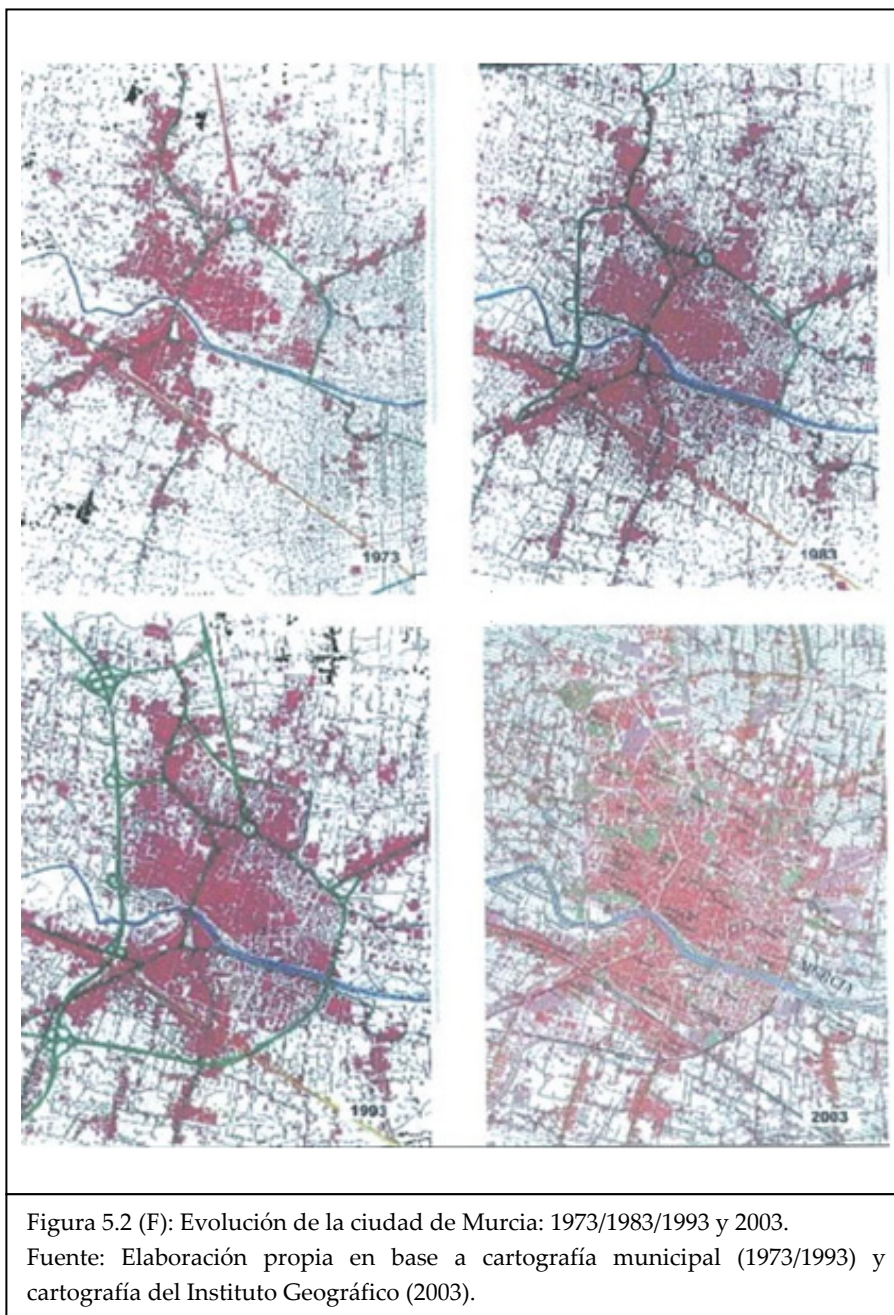 1973
1983
1993
MURCIA
2003
Figura 5.2 (F): Evolución de la ciudad de Murcia: 1973/1983/1993 y 2003.
Fuente: Elaboración propia en base a cartografía municipal (1973/1993) y
cartografía del Instituto Geográfico (2003).